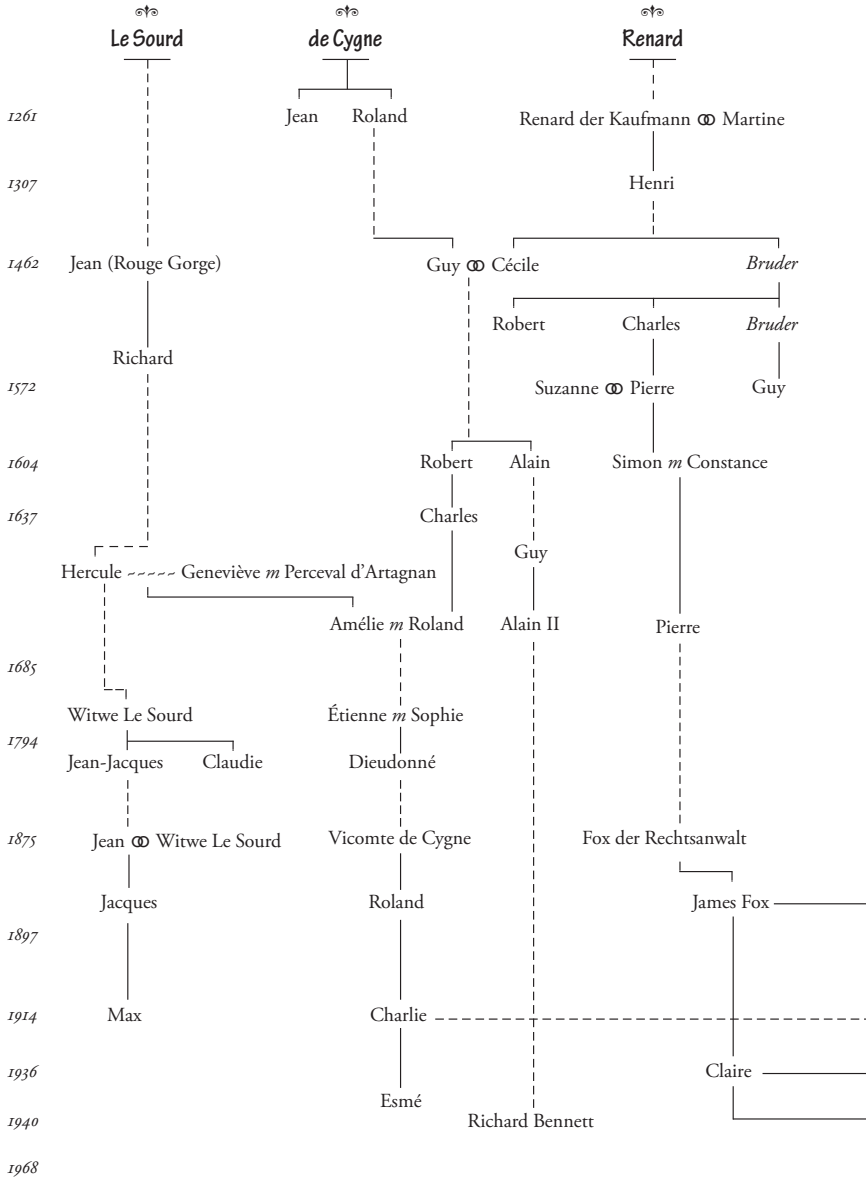 Le Sourd de Cygne Renard
1261 Jean Roland Renard der Kaufmann ⚭ Martine
1307 Henri
1462 Jean (Rouge Gorge) Guy ⚭ Cécile Bruder
Robert Charles Bruder
Richard
1572 Suzanne ⚭ Pierre Guy
1604 Robert Alain Simon m Constance
1637 Charles
Guy
Hercule ~~~~~ Geneviève m Perceval d'Artagnan
Amélie m Roland Alain II Pierre
1685
Witwe Le Sourd Étienne m Sophie
1794
Jean-Jacques Claudie Dieudonné
1875 Jean ⚭ Witwe Le Sourd Vicomte de Cygne Fox der Rechtsanwalt
Jacques Roland James Fox
1897
1914 Max Charlie
1936 Claire
Esmé
1940 Richard Bennett
1968